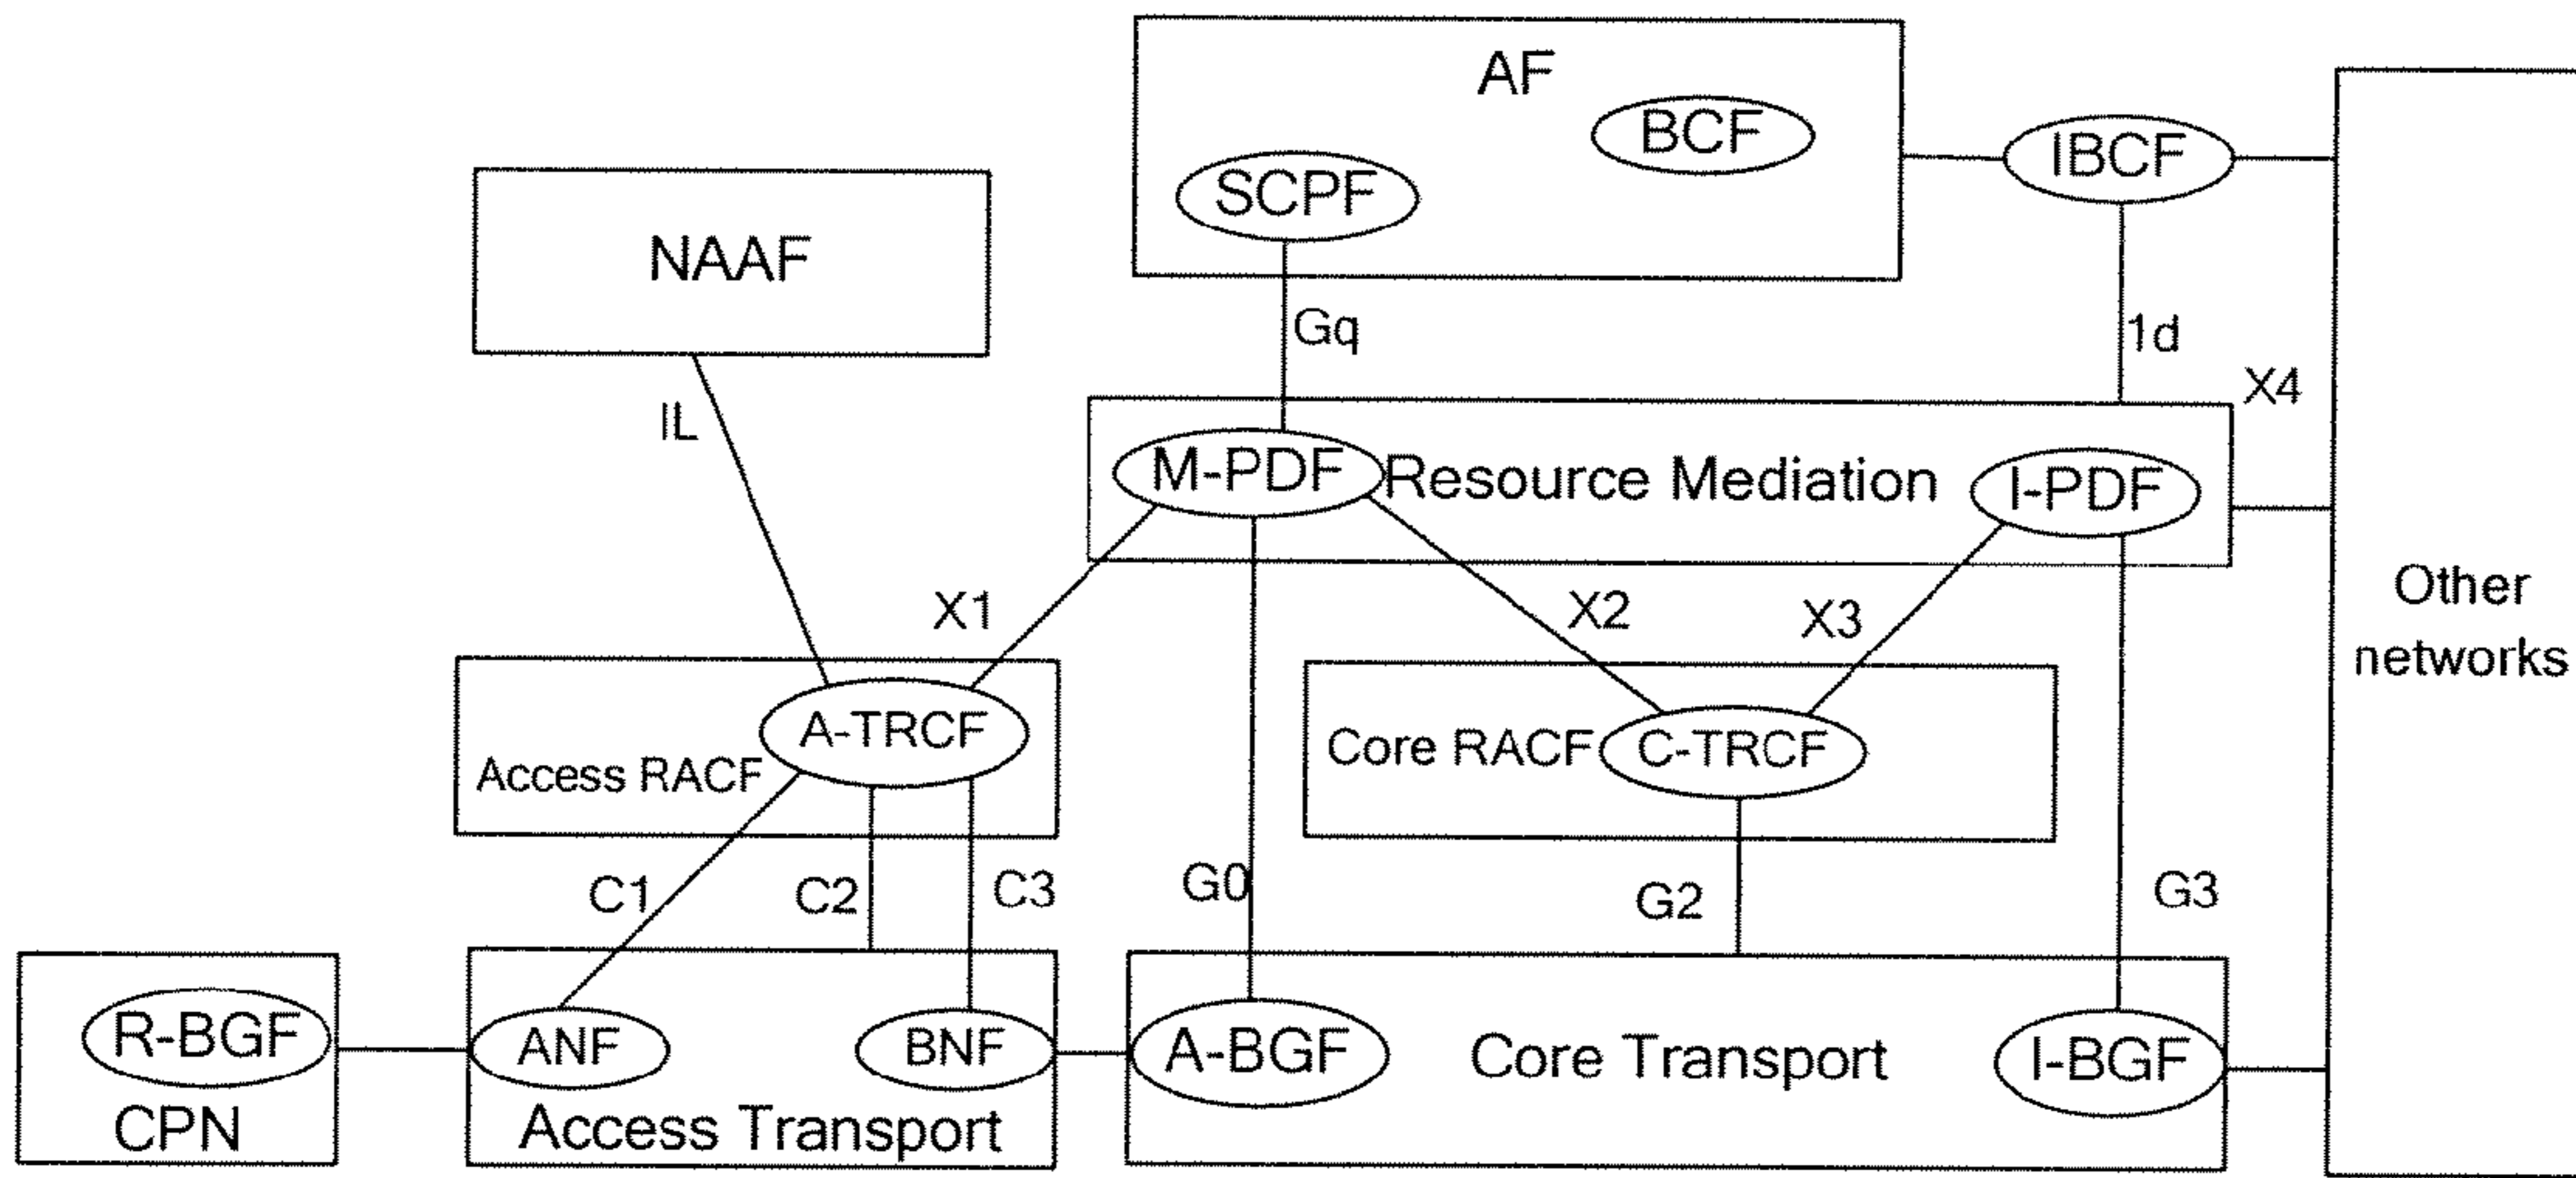 AF
BCF
SCPF
IBCF
NAAF
Gq
1d
X4
IL
M-PDF
Resource Mediation
I-PDF
Other
networks
X1
X2
X3
A-TRCF
Access RACF
Core RACF
C-TRCF
C1
C2
C3
G0
G2
G3
R-BGF
CPN
ANF
BNF
Access Transport
A-BGF
Core Transport
I-BGF